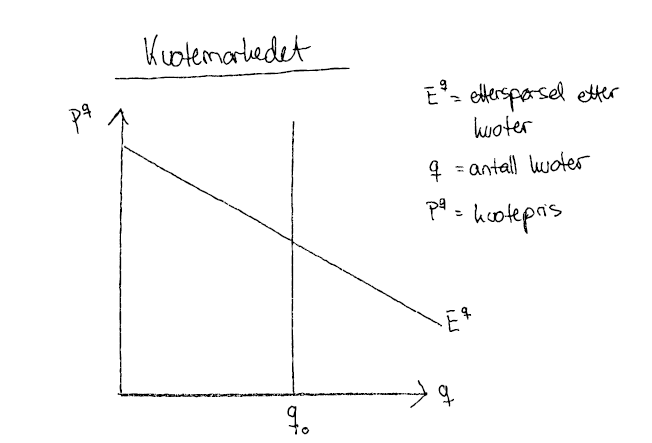 Kvotemarkedet
E^q = etterspørsel etter
kvoter
q = antall kvoter
P^q = kvotepris
P^q
E^q
q
q₀